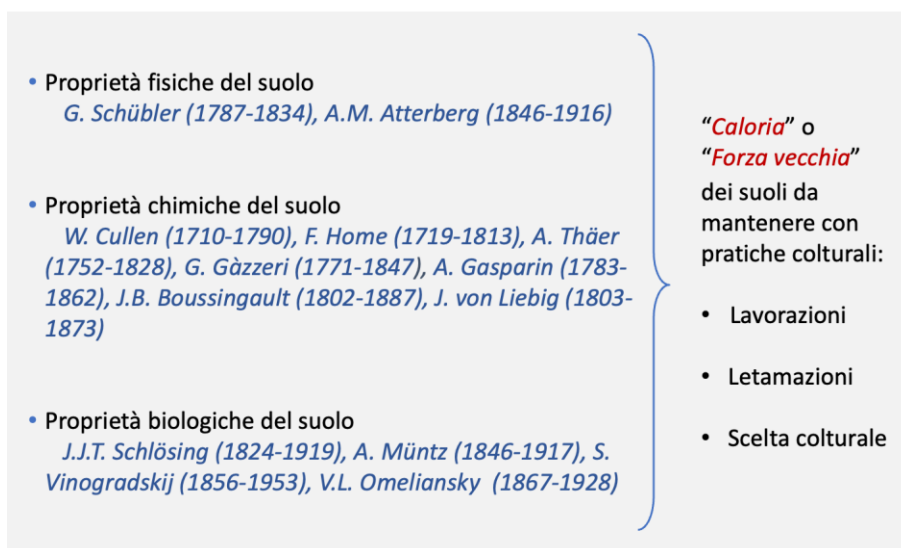 • Proprietà fisiche del suolo
G. Schübler (1787-1834), A.M. Atterberg (1846-1916)
• Proprietà chimiche del suolo
W. Cullen (1710-1790), F. Home (1719-1813), A. Thäer
(1752-1828), G. Gàzzeri (1771-1847), A. Gasparin (1783-
1862), J.B. Boussingault (1802-1887), J. von Liebig (1803-
1873)
• Proprietà biologiche del suolo
J.J.T. Schlösing (1824-1919), A. Müntz (1846-1917), S.
Vinogradskij (1856-1953), V.L. Omeliansky (1867-1928)
“Caloria” o
“Forza vecchia”
dei suoli da
mantenere con
pratiche colturali:
• Lavorazioni
• Letamazioni
• Scelta colturale